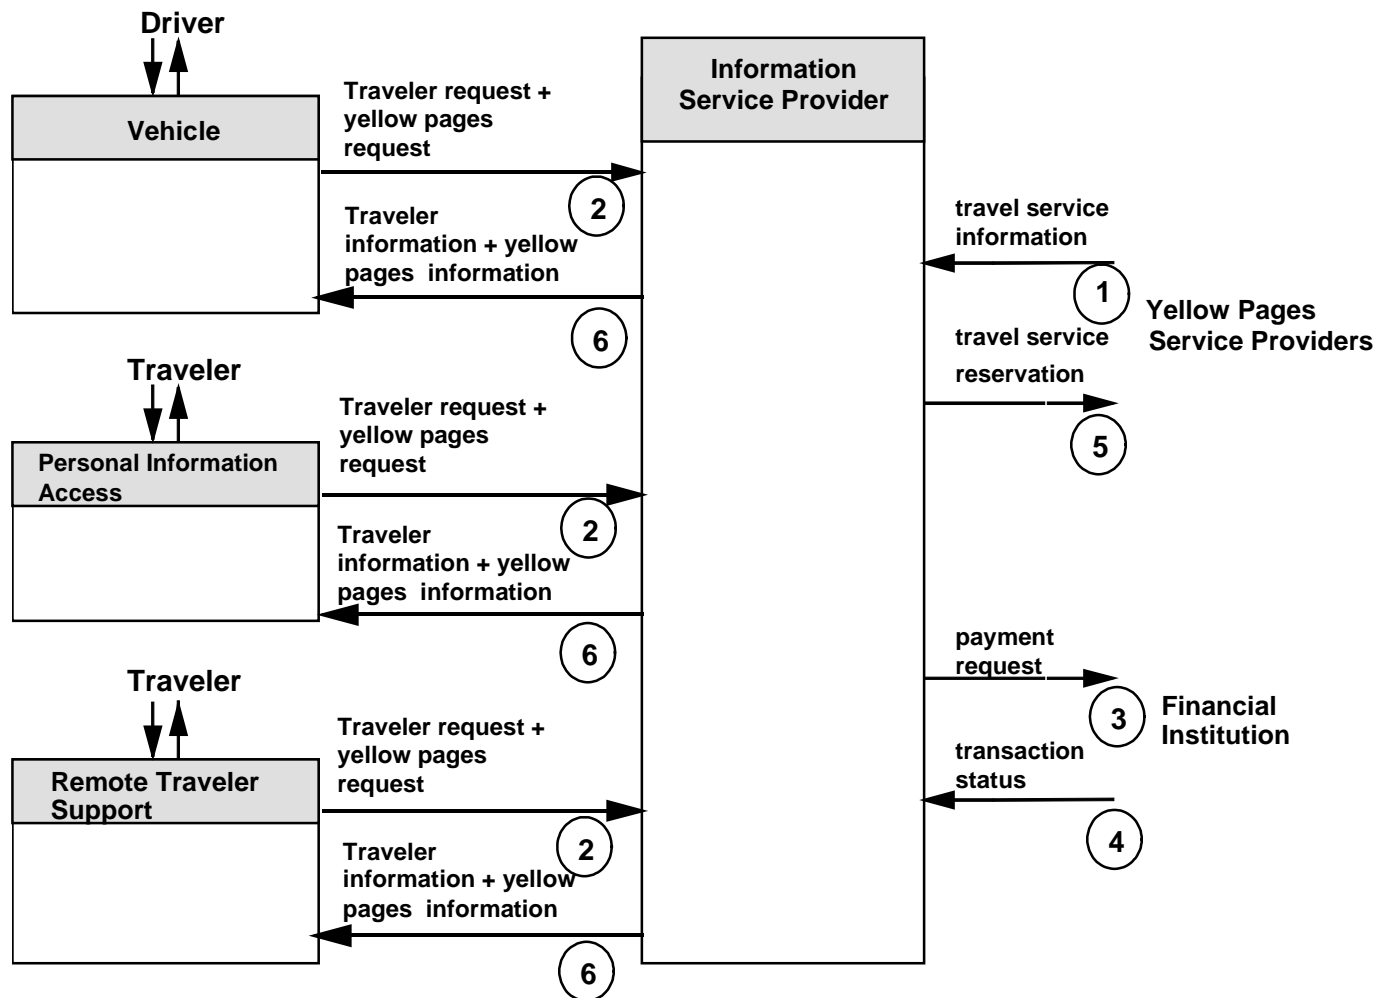 Driver
Vehicle
Traveler request +
yellow pages
request
2
Traveler
information + yellow
pages information
6
Traveler
Personal Information
Access
Traveler request +
yellow pages
request
2
Traveler
information + yellow
pages information
6
Traveler
Remote Traveler
Support
Traveler request +
yellow pages
request
2
Traveler
information + yellow
pages information
6
Information
Service Provider
travel service
information
1
Yellow Pages
Service Providers
travel service
reservation
5
payment
request
3
Financial
Institution
transaction
status
4